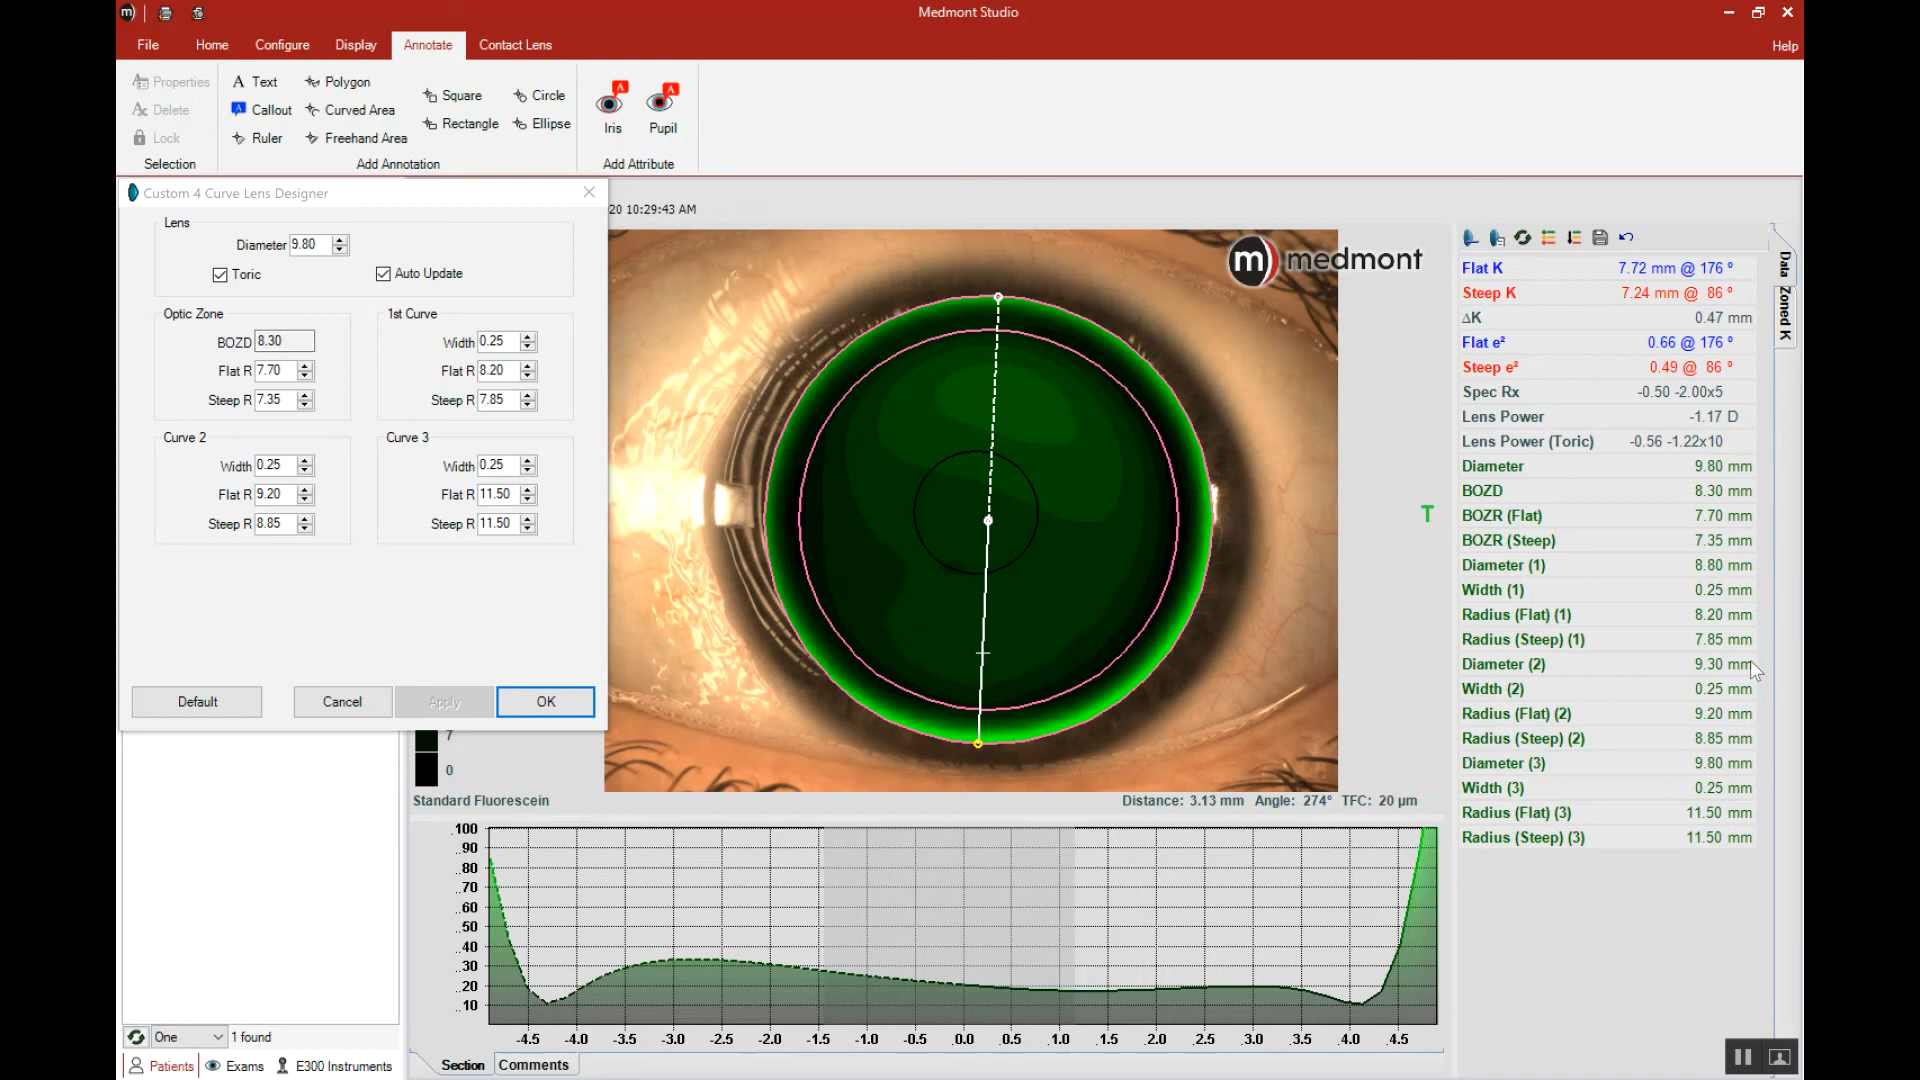 m Medmont Studio
File Home Configure Display Annotate Contact Lens Help
Properties A Text Polygon Square Circle
Delete Callout Curved Area Rectangle Ellipse Iris Pupil
Lock Ruler Freehand Area
Selection Add Annotation Add Attribute
Custom 4 Curve Lens Designer
20 10:29:43 AM
Lens
Diameter 9.80
Toric Auto Update
Optic Zone 1st Curve
BOZD 8.30 Width 0.25
Flat R 7.70 Flat R 8.20
Steep R 7.35 Steep R 7.85
Curve 2 Curve 3
Width 0.25 Width 0.25
Flat R 9.20 Flat R 11.50
Steep R 8.85 Steep R 11.50
Default Cancel Apply OK
m medmont
T
7
0
Standard Fluorescein Distance: 3.13 mm Angle: 274° TFC: 20 µm
100
90
80
70
60
50
40
30
20
10
-4.5 -4.0 -3.5 -3.0 -2.5 -2.0 -1.5 -1.0 -0.5 .0.0 .0.5 .1.0 .1.5 .2.0 .2.5 .3.0 .3.5 .4.0 .4.5
Section Comments
One 1 found
Patients Exams E300 Instruments
Data
Zoned K
Flat K 7.72 mm @ 176 °
Steep K 7.24 mm @ 86 °
ΔK 0.47 mm
Flat e² 0.66 @ 176 °
Steep e² 0.49 @ 86 °
Spec Rx -0.50 -2.00x5
Lens Power -1.17 D
Lens Power (Toric) -0.56 -1.22x10
Diameter 9.80 mm
BOZD 8.30 mm
BOZR (Flat) 7.70 mm
BOZR (Steep) 7.35 mm
Diameter (1) 8.80 mm
Width (1) 0.25 mm
Radius (Flat) (1) 8.20 mm
Radius (Steep) (1) 7.85 mm
Diameter (2) 9.30 mm
Width (2) 0.25 mm
Radius (Flat) (2) 9.20 mm
Radius (Steep) (2) 8.85 mm
Diameter (3) 9.80 mm
Width (3) 0.25 mm
Radius (Flat) (3) 11.50 mm
Radius (Steep) (3) 11.50 mm